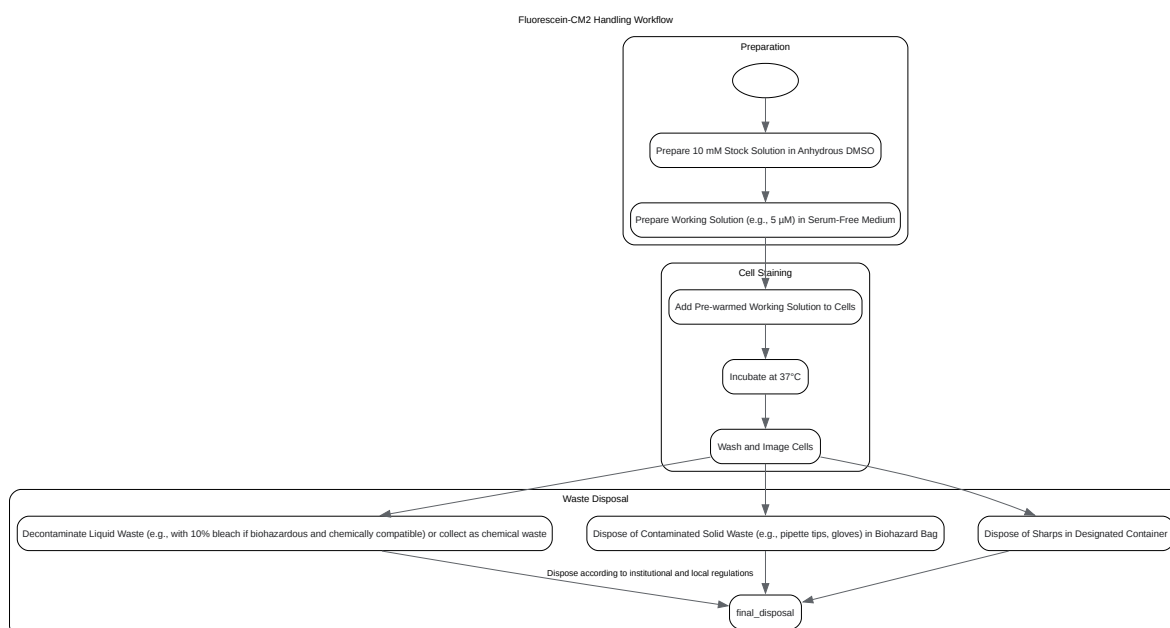 Fluorescein-CM2 Handling Workflow
Preparation
Prepare 10 mM Stock Solution in Anhydrous DMSO
Prepare Working Solution (e.g., 5 µM) in Serum-Free Medium
Cell Staining
Add Pre-warmed Working Solution to Cells
Incubate at 37°C
Wash and Image Cells
Waste Disposal
Decontaminate Liquid Waste (e.g., with 10% bleach if biohazardous and chemically compatible) or collect as chemical waste
Dispose of Contaminated Solid Waste (e.g., pipette tips, gloves) in Biohazard Bag
Dispose of Sharps in Designated Container
Dispose according to institutional and local regulations
final_disposal